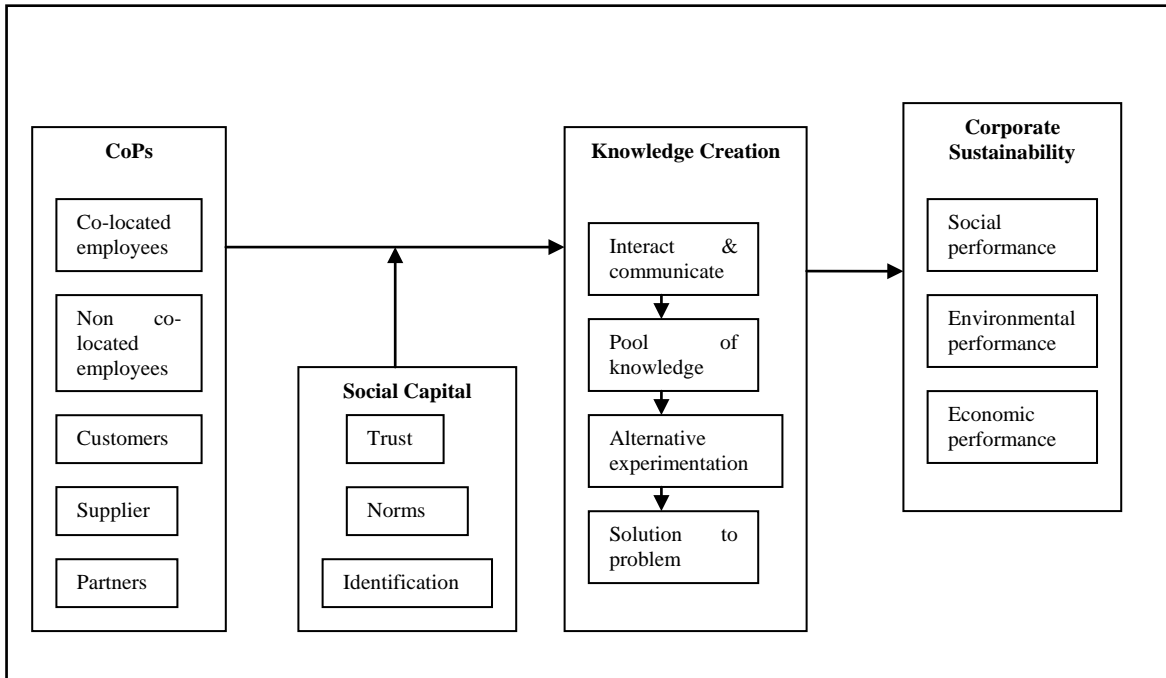 CoPs
Co-located
employees
Non co-
located
employees
Customers
Supplier
Partners
Social Capital
Trust
Norms
Identification
Knowledge Creation
Interact &
communicate
Pool of
knowledge
Alternative
experimentation
Solution to
problem
Corporate
Sustainability
Social
performance
Environmental
performance
Economic
performance